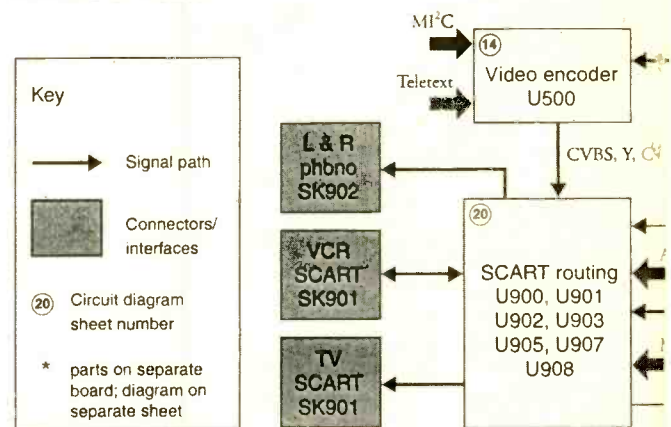 Key
Signal path
Connectors/
interfaces
20
Circuit diagram
sheet number
*
parts on separate
board; diagram on
separate sheet
MI²C
Teletext
14
Video encoder
U500
CVBS, Y,
L & R
phono
SK902
VCR
SCART
SK901
TV
SCART
SK901
20
SCART routing
U900, U901
U902, U903
U905, U907
U908